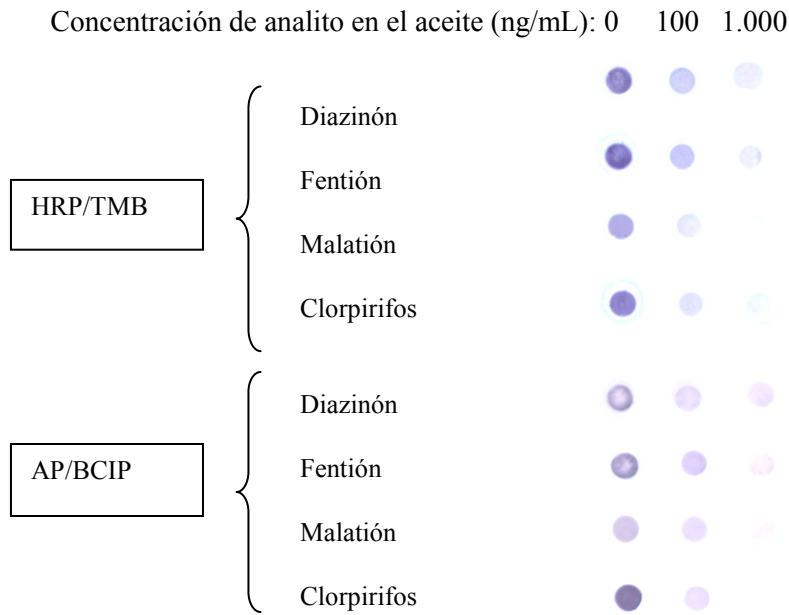 Concentración de analito en el aceite (ng/mL): 0 100 1.000
HRP/TMB
Diazinón
Fentión
Malatión
Clorpirifos
AP/BCIP
Diazinón
Fentión
Malatión
Clorpirifos